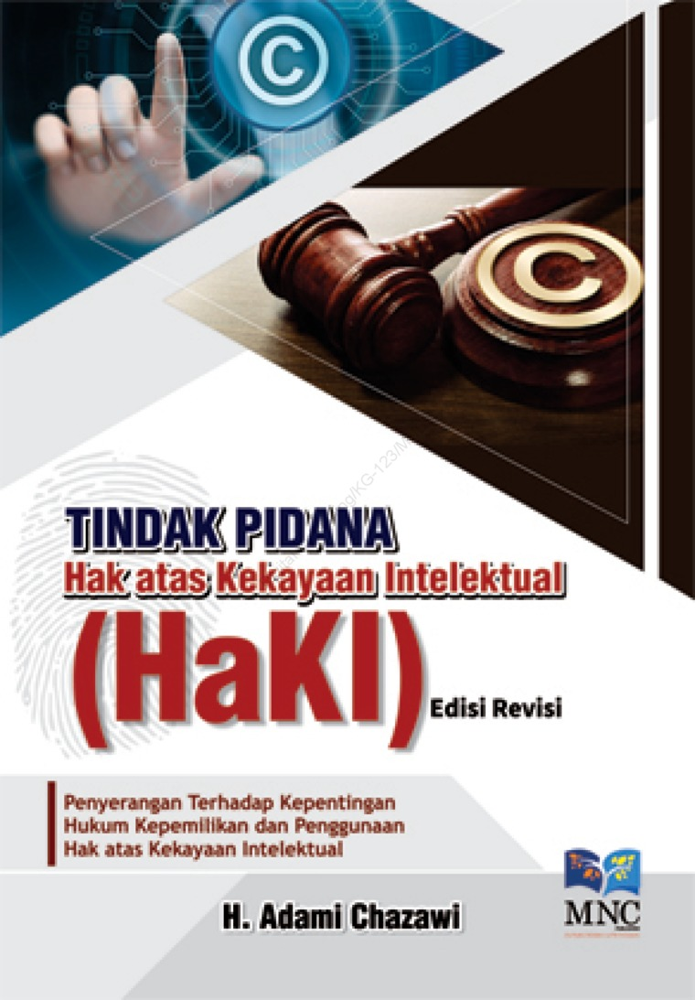 ©
©
TINDAK PIDANA
Hak atas Kekayaan Intelektual
(HaKI)
Edisi Revisi
Penyerangan Terhadap Kepentingan
Hukum Kepemilikan dan Penggunaan
Hak atas Kekayaan Intelektual
H. Adami Chazawi
MNC